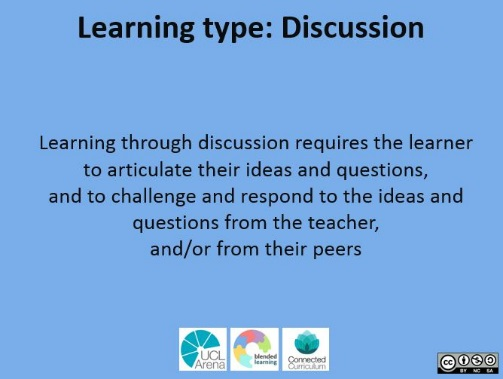 Learning type: Discussion
Learning through discussion requires the learner
to articulate their ideas and questions,
and to challenge and respond to the ideas and
questions from the teacher,
and/or from their peers
UCL
Arena
blended
learning
Connected
Curriculum
cc
BY NC SA